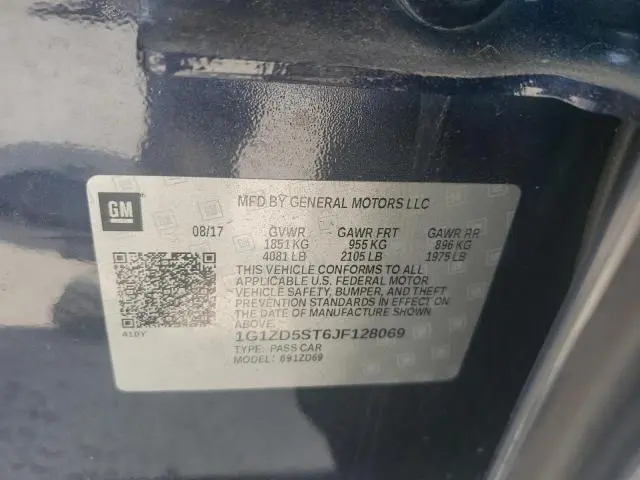 GM
MFD BY GENERAL MOTORS LLC
08/17 GVWR GAWR FRT GAWR RR
1851 KG 955 KG 896 KG
4081 LB 2105 LB 1975 LB
THIS VEHICLE CONFORMS TO ALL
APPLICABLE U.S. FEDERAL MOTOR
VEHICLE SAFETY, BUMPER, AND THEFT
PREVENTION STANDARDS IN EFFECT ON
THE DATE OF MANUFACTURE SHOWN
ABOVE.
1G1ZD5ST6JF128069
TYPE: PASS CAR
MODEL: 691ZD69
410Y